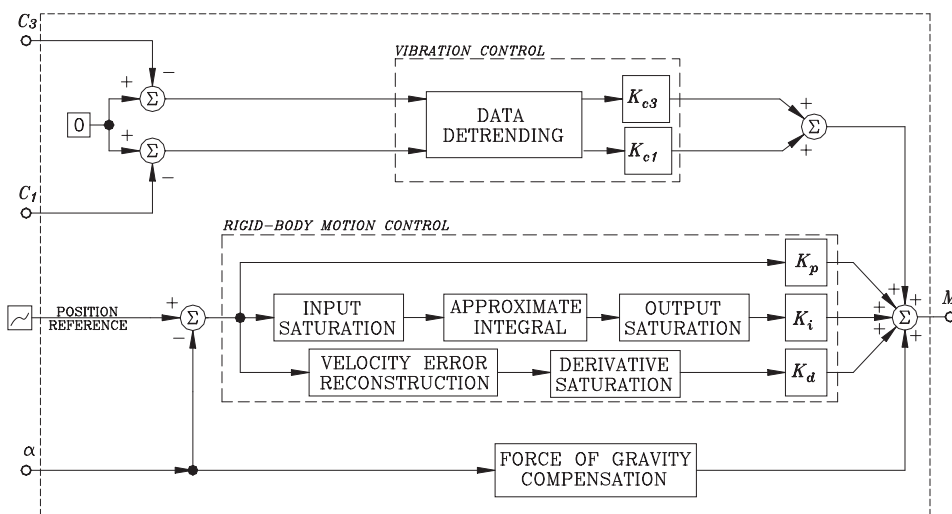 C3
VIBRATION CONTROL
+
−
Σ
Kc3
0
DATA
DETRENDING
+
Σ
+
+
Σ
Kc1
−
C1
RIGID-BODY MOTION CONTROL
Kp
+
POSITION
REFERENCE
−
Σ
INPUT
SATURATION
APPROXIMATE
INTEGRAL
OUTPUT
SATURATION
Ki
+
+
+
+
+
Σ
M
VELOCITY ERROR
RECONSTRUCTION
DERIVATIVE
SATURATION
Kd
α
FORCE OF GRAVITY
COMPENSATION